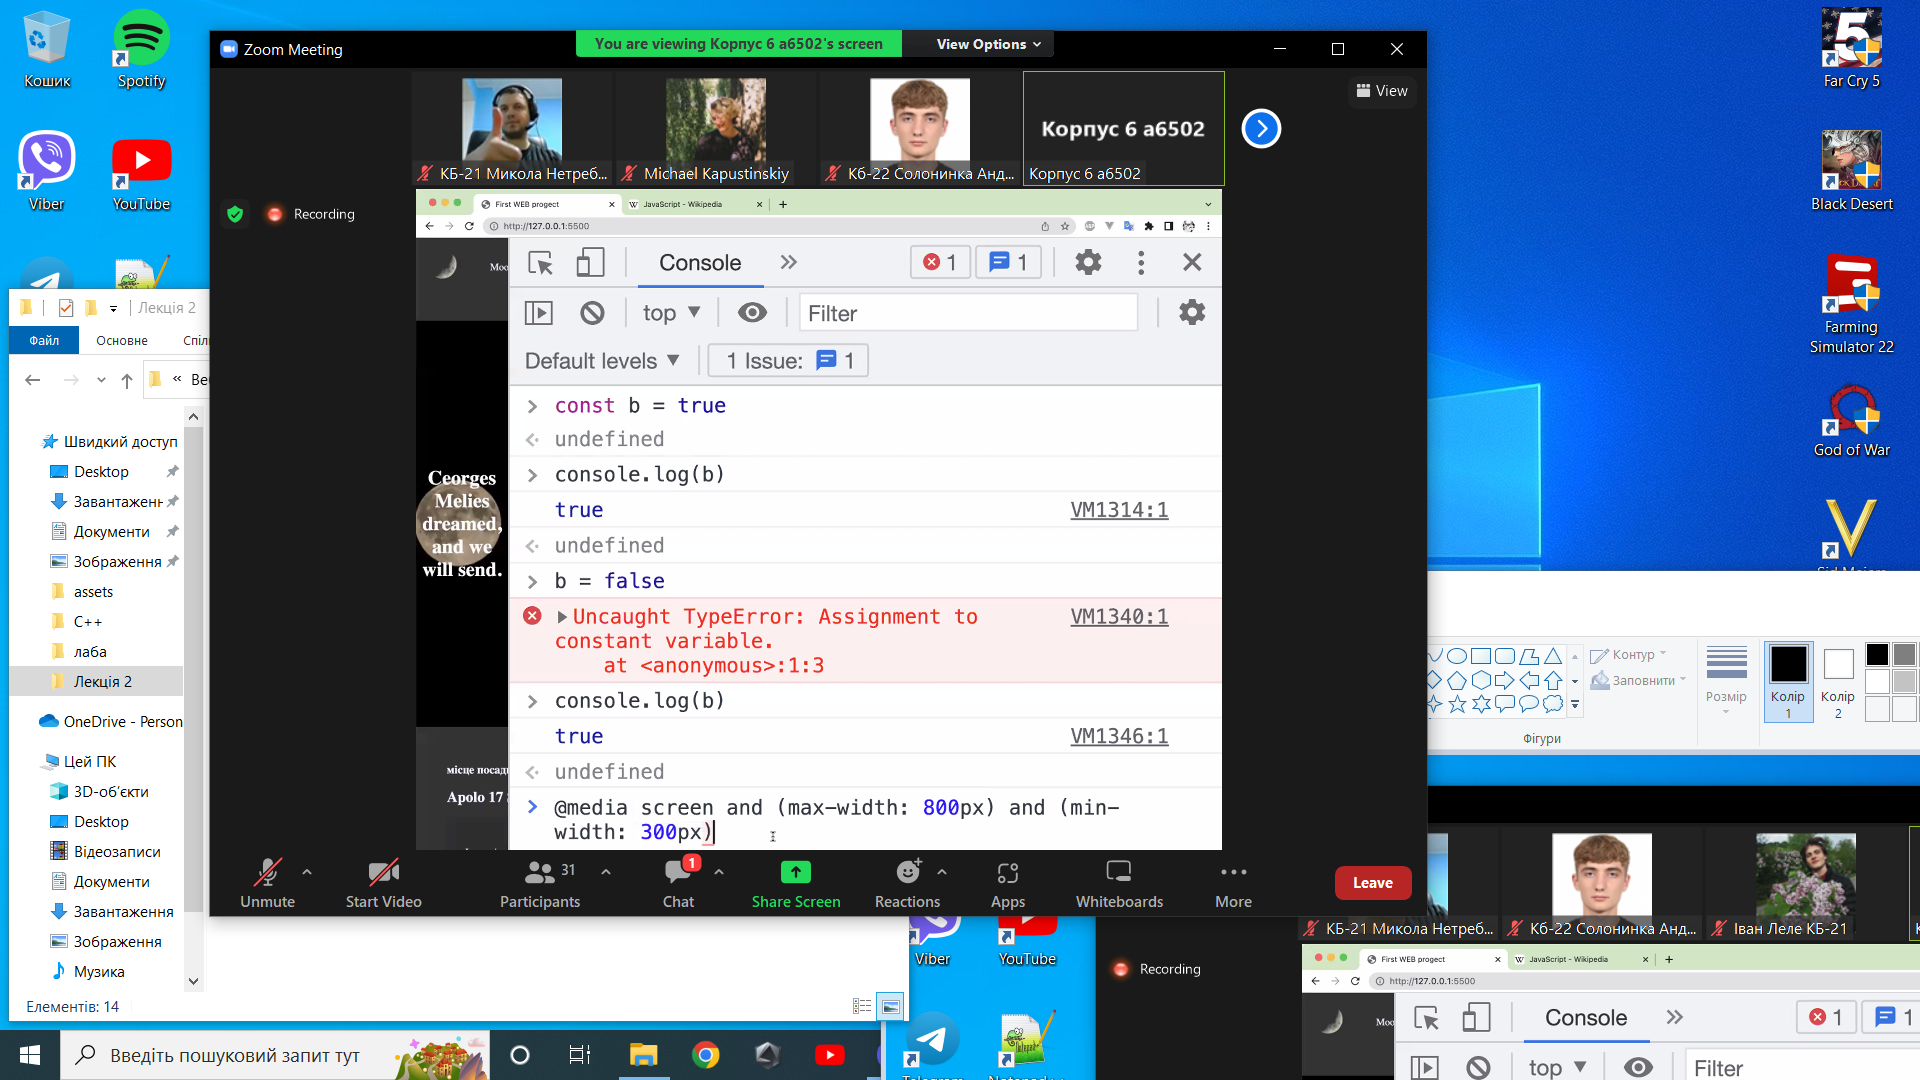 Кошик
Spotify
Viber
YouTube
Zoom Meeting
You are viewing Корпус 6 a6502's screen
View Options
View
КБ-21 Микола Нетреб...
Michael Kapustinskiy
Кб-22 Солонинка Анд...
Корпус 6 a6502
Корпус 6 a6502
Recording
First WEB progect
JavaScript - Wikipedia
http://127.0.0.1:5500
Console
1
1
top
Filter
Default levels
1 Issue:
1
const b = true
undefined
console.log(b)
true
VM1314:1
undefined
b = false
Uncaught TypeError: Assignment to
VM1340:1
constant variable.
at <anonymous>:1:3
console.log(b)
true
VM1346:1
undefined
@media screen and (max-width: 800px) and (min-
width: 300px)
Moo
Ceorges
Melies
dreamed,
and we
will send.
місце посад
Apolo 17
Unmute
Start Video
Participants
31
Chat
1
Share Screen
Reactions
Apps
Whiteboards
More
Leave
Лекція 2
Файл
Основне
Спіл
« Ве
Швидкий доступ
Desktop
Завантажен
Документи
Зображення
assets
C++
лаба
Лекція 2
OneDrive - Person
Цей ПК
3D-об'єкти
Desktop
Відеозаписи
Документи
Завантаження
Зображення
Музика
Елементів: 14
Введіть пошуковий запит тут
Far Cry 5
Black Desert
Farming
Simulator 22
God of War
Контур
Заповнити
Фігури
Розмір
Колір
1
Колір
2
КБ-21 Микола Нетреб...
Кб-22 Солонинка Анд...
Іван Леле КБ-21
Viber
YouTube
Recording
First WEB progect
JavaScript - Wikipedia
http://127.0.0.1:5500
Moo
Console
1
1
top
Filter